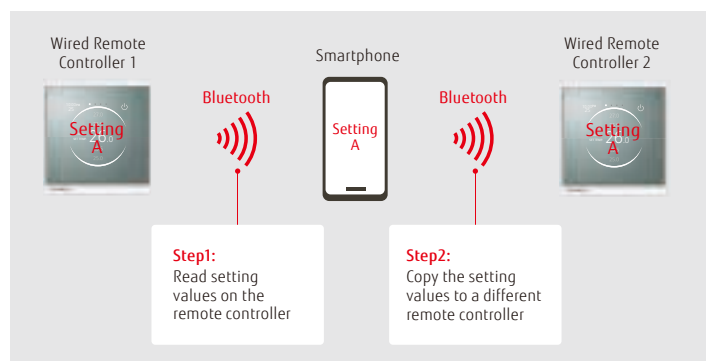 Wired Remote
Controller 1
Smartphone
Wired Remote
Controller 2
Bluetooth
Bluetooth
Setting
A
Setting
A
Setting
A
Step1:
Read setting
values on the
remote controller
Step2:
Copy the setting
values to a different
remote controller